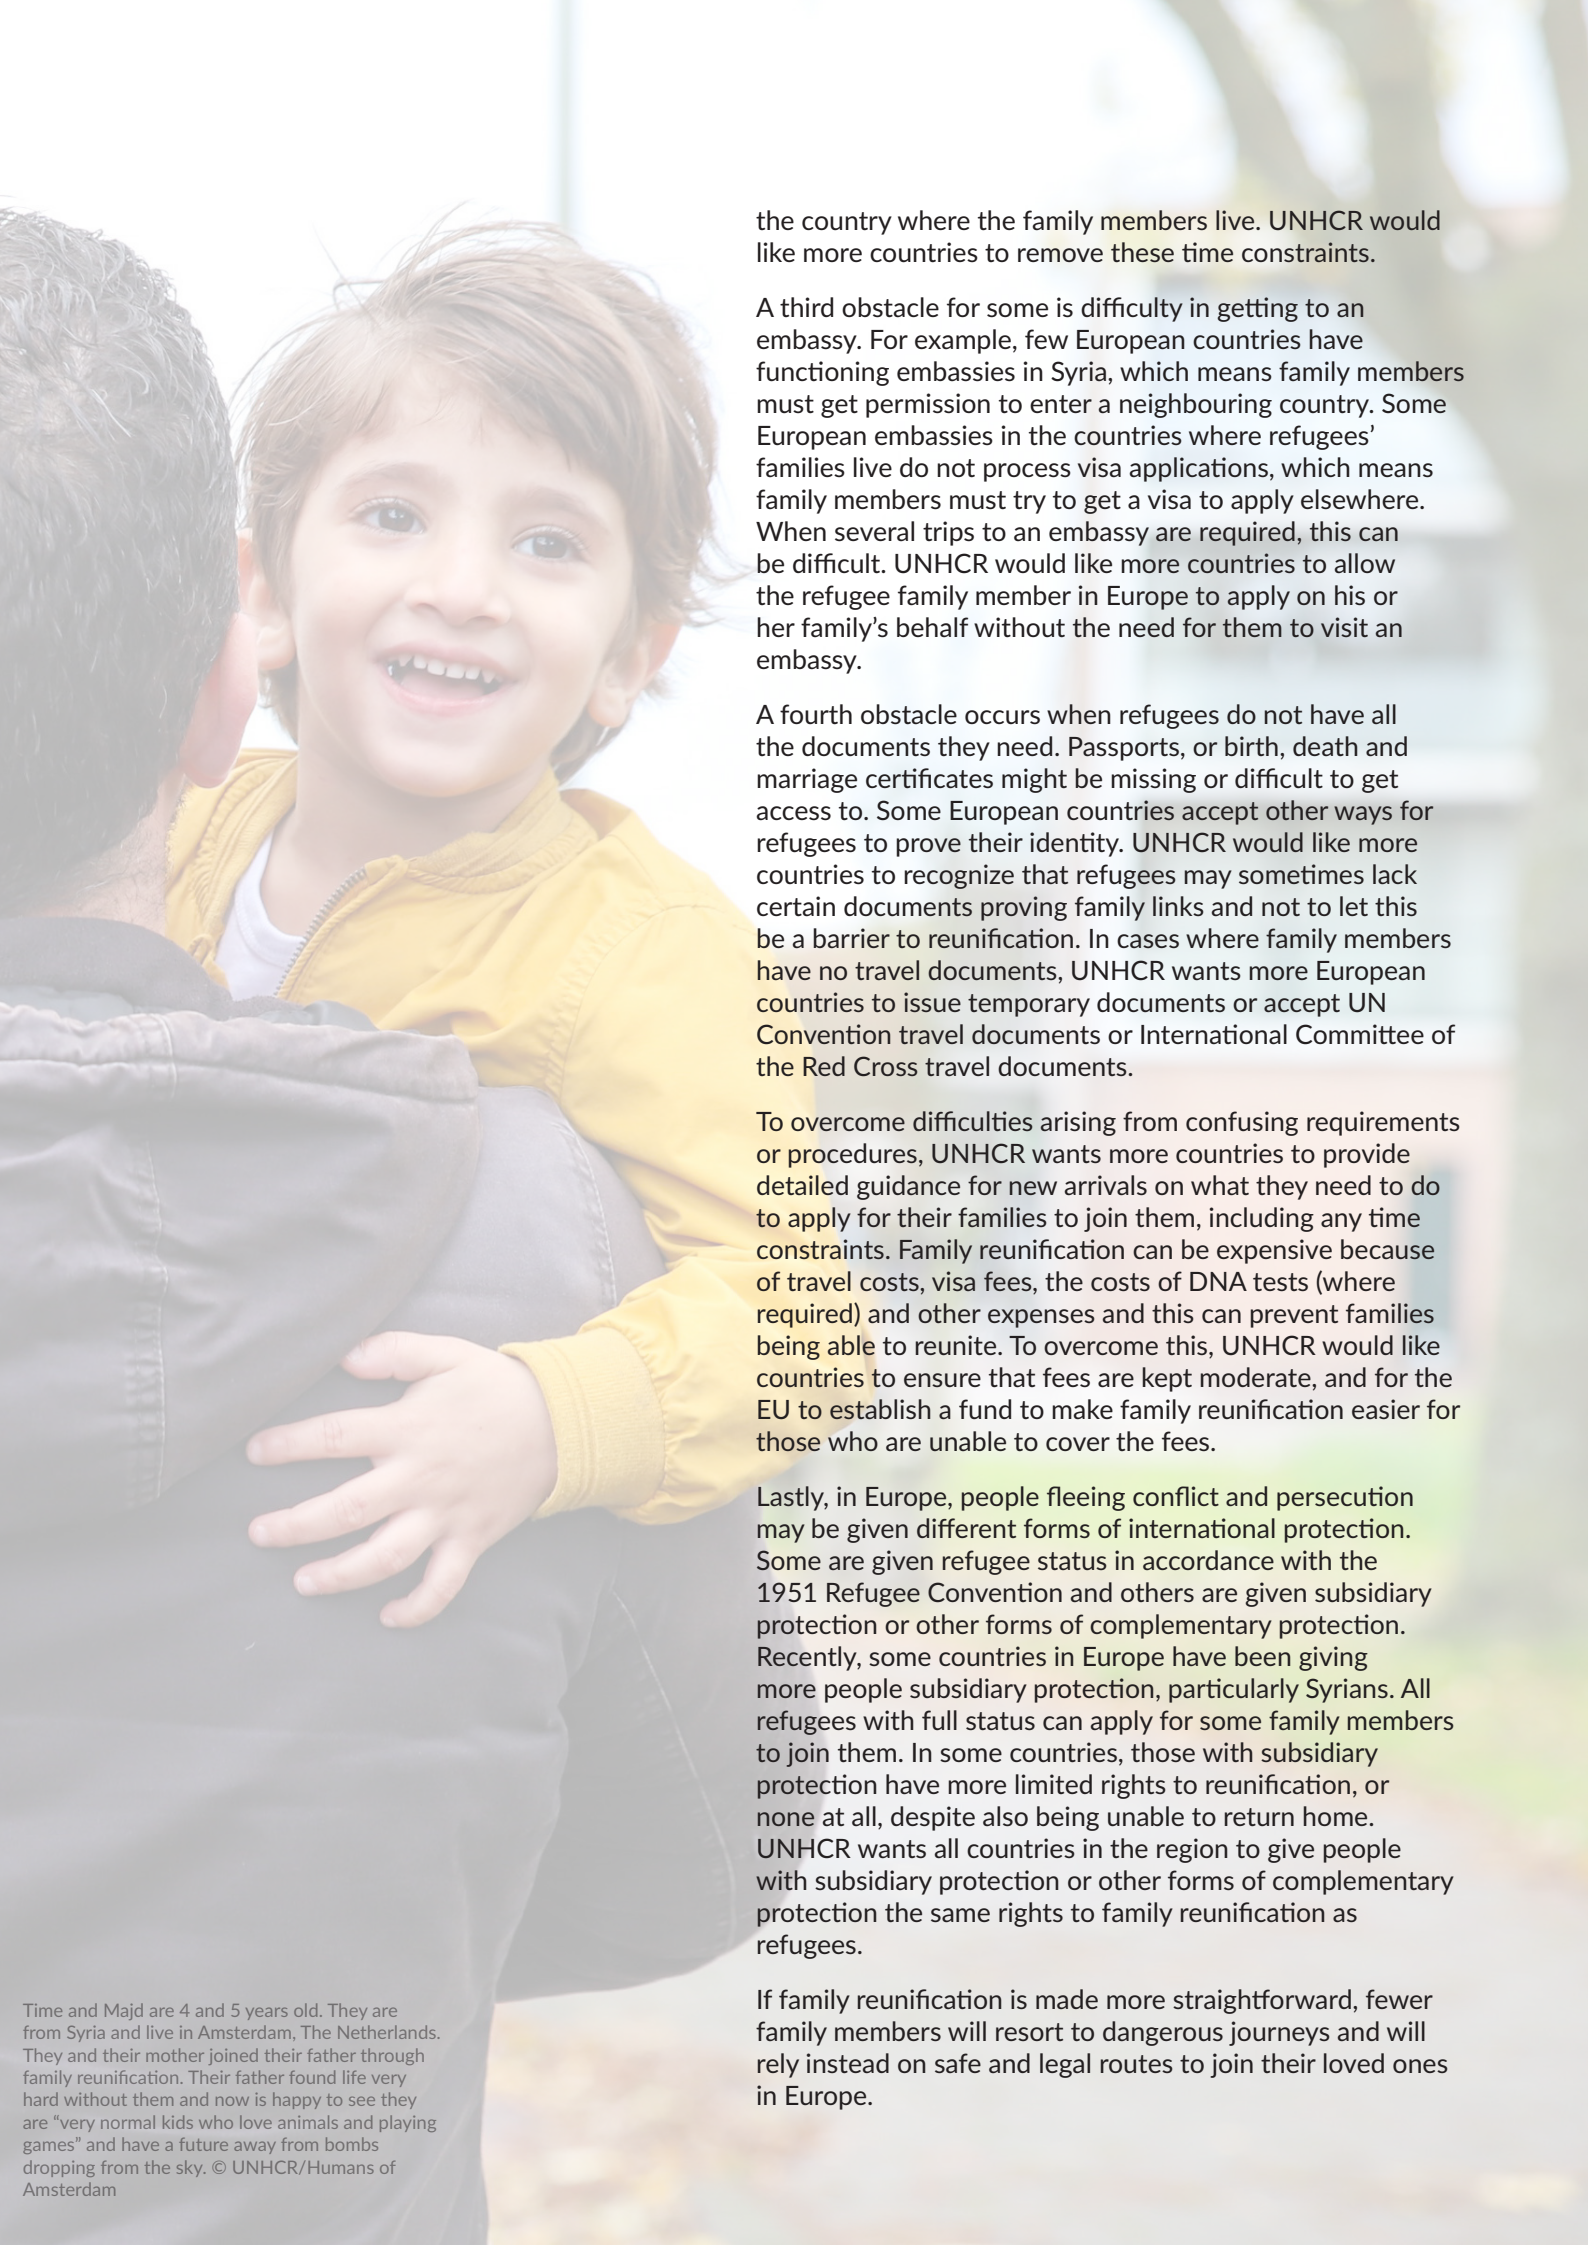 the country where the family members live. UNHCR would
like more countries to remove these time constraints.
A third obstacle for some is difficulty in getting to an
embassy. For example, few European countries have
functioning embassies in Syria, which means family members
must get permission to enter a neighbouring country. Some
European embassies in the countries where refugees’
families live do not process visa applications, which means
family members must try to get a visa to apply elsewhere.
When several trips to an embassy are required, this can
be difficult. UNHCR would like more countries to allow
the refugee family member in Europe to apply on his or
her family’s behalf without the need for them to visit an
embassy.
A fourth obstacle occurs when refugees do not have all
the documents they need. Passports, or birth, death and
marriage certificates might be missing or difficult to get
access to. Some European countries accept other ways for
refugees to prove their identity. UNHCR would like more
countries to recognize that refugees may sometimes lack
certain documents proving family links and not to let this
be a barrier to reunification. In cases where family members
have no travel documents, UNHCR wants more European
countries to issue temporary documents or accept UN
Convention travel documents or International Committee of
the Red Cross travel documents.
To overcome difficulties arising from confusing requirements
or procedures, UNHCR wants more countries to provide
detailed guidance for new arrivals on what they need to do
to apply for their families to join them, including any time
constraints. Family reunification can be expensive because
of travel costs, visa fees, the costs of DNA tests (where
required) and other expenses and this can prevent families
being able to reunite. To overcome this, UNHCR would like
countries to ensure that fees are kept moderate, and for the
EU to establish a fund to make family reunification easier for
those who are unable to cover the fees.
Lastly, in Europe, people fleeing conflict and persecution
may be given different forms of international protection.
Some are given refugee status in accordance with the
1951 Refugee Convention and others are given subsidiary
protection or other forms of complementary protection.
Recently, some countries in Europe have been giving
more people subsidiary protection, particularly Syrians. All
refugees with full status can apply for some family members
to join them. In some countries, those with subsidiary
protection have more limited rights to reunification, or
none at all, despite also being unable to return home.
UNHCR wants all countries in the region to give people
with subsidiary protection or other forms of complementary
protection the same rights to family reunification as
refugees.
If family reunification is made more straightforward, fewer
family members will resort to dangerous journeys and will
rely instead on safe and legal routes to join their loved ones
in Europe.
Time and Majd are 4 and 5 years old. They are
from Syria and live in Amsterdam, The Netherlands.
They and their mother joined their father through
family reunification. Their father found life very
hard without them and now is happy to see they
are “very normal kids who love animals and playing
games” and have a future away from bombs
dropping from the sky. © UNHCR/Humans of
Amsterdam